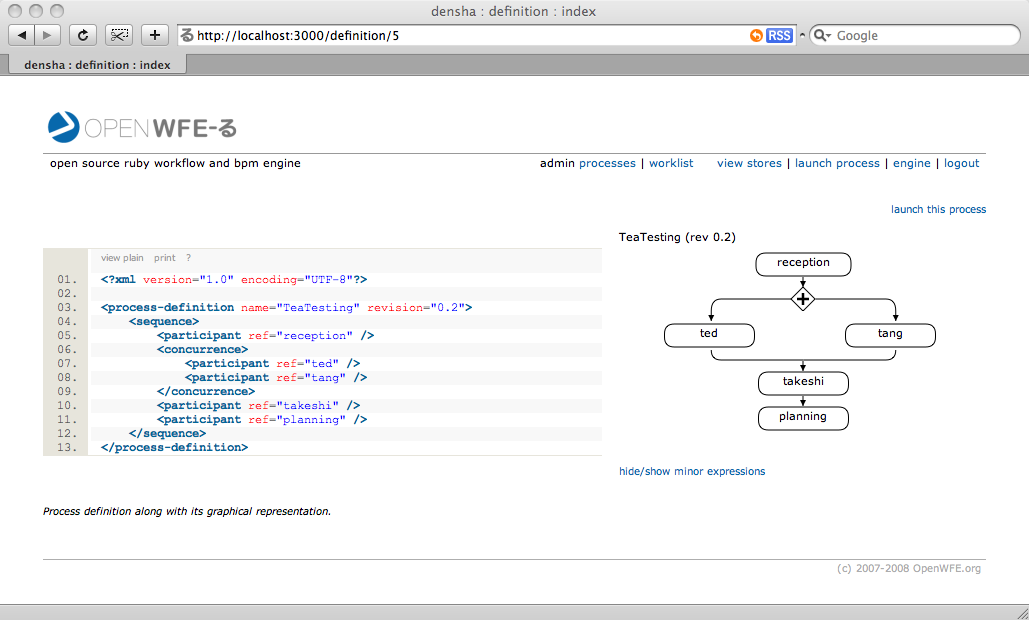 densha : definition : index
http://localhost:3000/definition/5
RSS
Google
densha : definition : index
OPENWFE-る
open source ruby workflow and bpm engine
admin processes | worklist view stores | launch process | engine | logout
launch this process
TeaTesting (rev 0.2)
view plain print ?
01. <?xml version="1.0" encoding="UTF-8"?>
02.
03. <process-definition name="TeaTesting" revision="0.2">
04. <sequence>
05. <participant ref="reception" />
06. <concurrence>
07. <participant ref="ted" />
08. <participant ref="tang" />
09. </concurrence>
10. <participant ref="takeshi" />
11. <participant ref="planning" />
12. </sequence>
13. </process-definition>
reception
ted
tang
takeshi
planning
hide/show minor expressions
Process definition along with its graphical representation.
(c) 2007-2008 OpenWFE.org